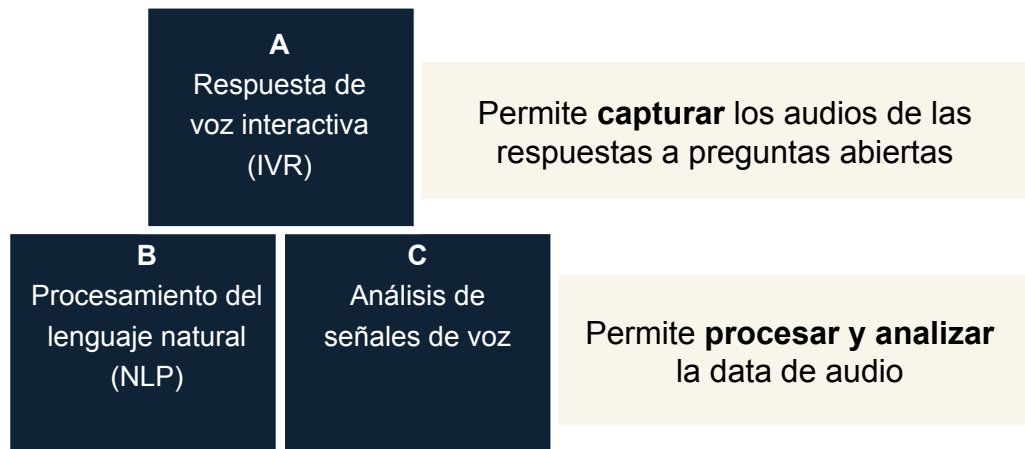 A
Respuesta de
voz interactiva
(IVR)
Permite capturar los audios de las
respuestas a preguntas abiertas
B
Procesamiento del
lenguaje natural
(NLP)
C
Análisis de
señales de voz
Permite procesar y analizar
la data de audio